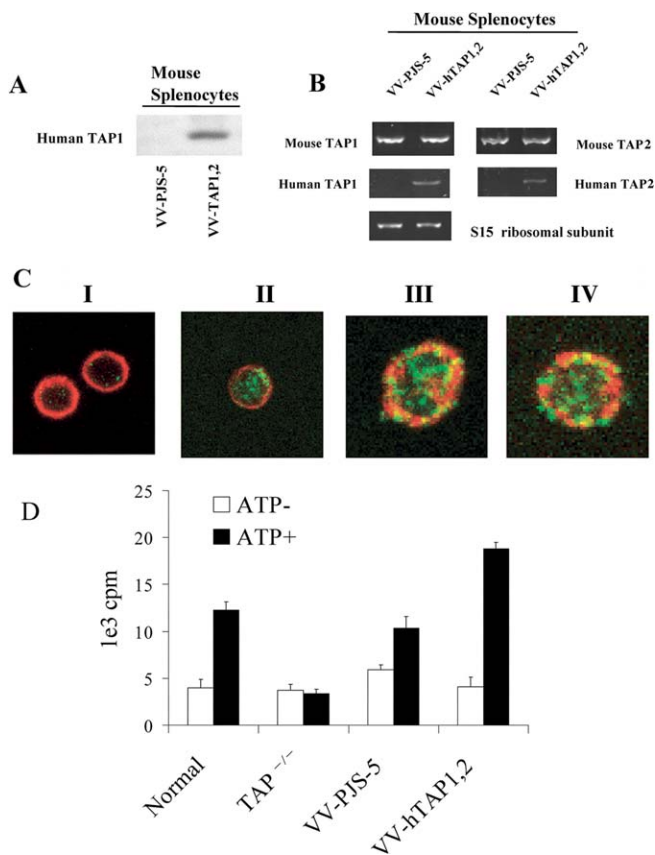 A
Mouse
Splenocytes
Human TAP1
VV-PJS-5
VV-TAP1,2
B
Mouse Splenocytes
VV-PJS-5
VV-hTAP1,2
VV-PJS-5
VV-hTAP1,2
Mouse TAP1
Mouse TAP2
Human TAP1
Human TAP2
S15 ribosomal subunit
C
I
II
III
IV
D
25
20
15
10
5
0
1e3 cpm
ATP-
ATP+
Normal
TAP -/-
VV-PJS-5
VV-hTAP1,2